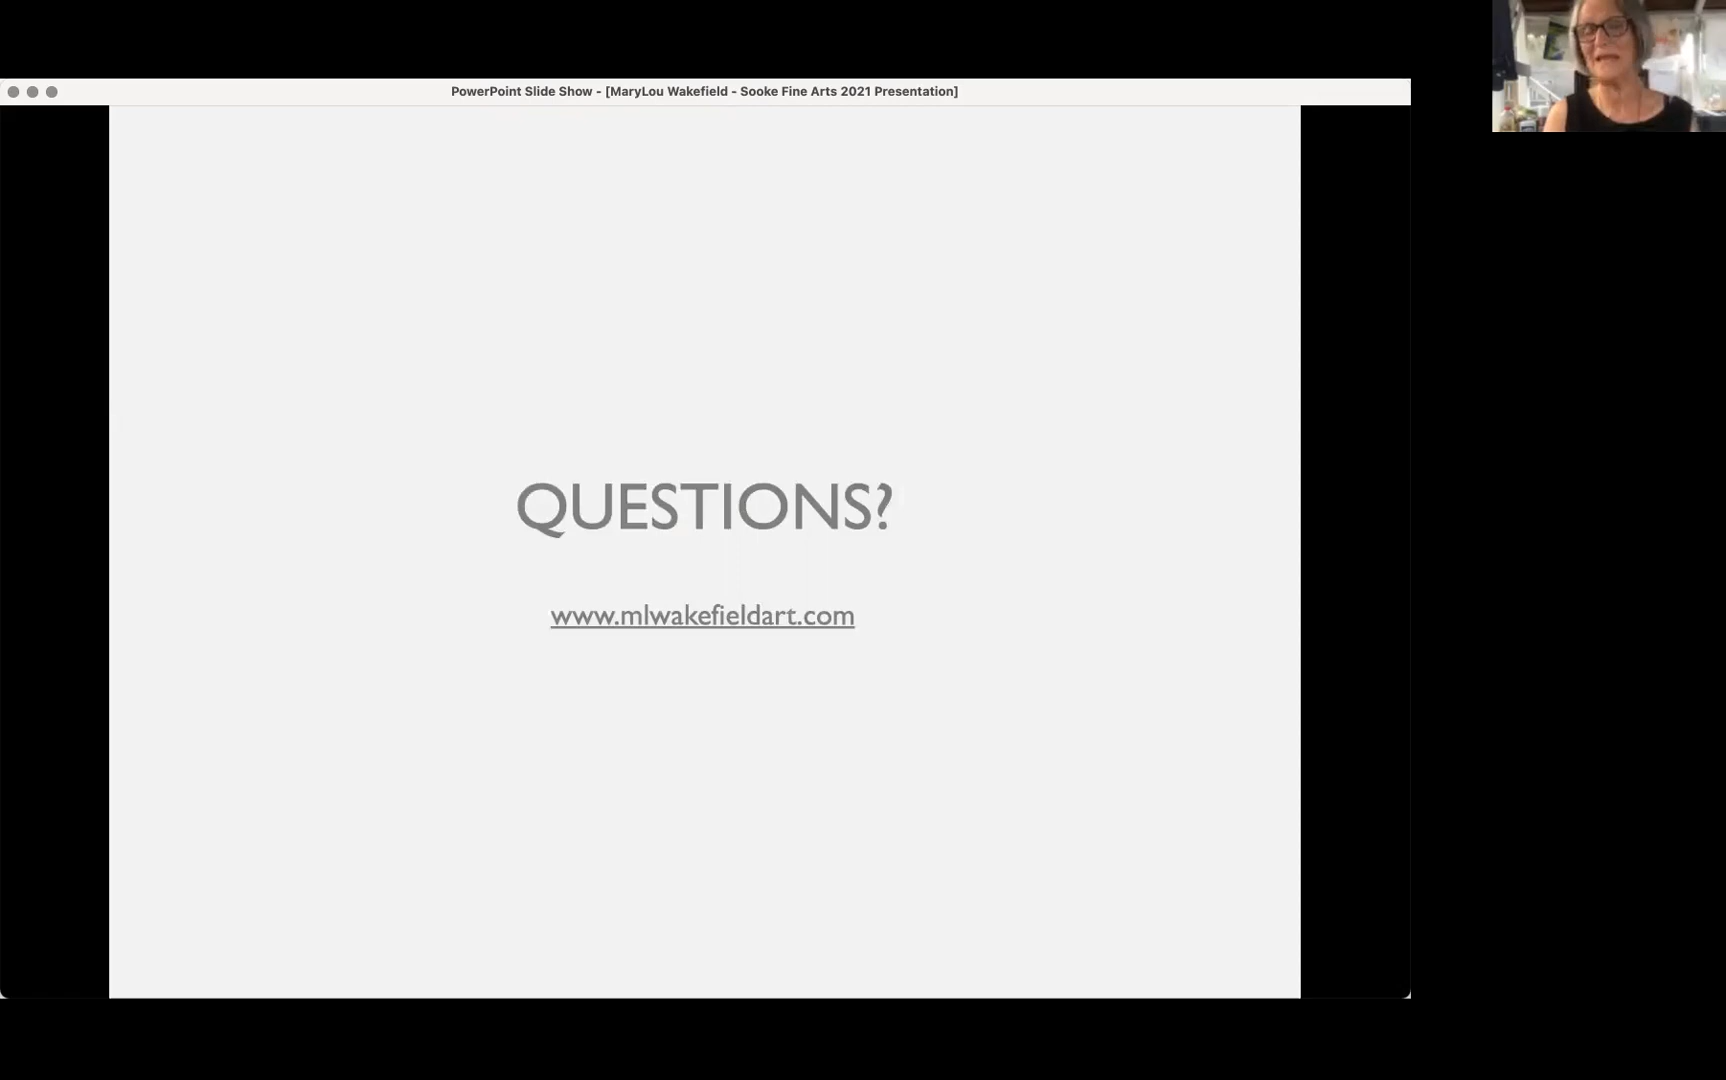 PowerPoint Slide Show - [MaryLou Wakefield - Sooke Fine Arts 2021 Presentation]
QUESTIONS?
www.mlwakefieldart.com